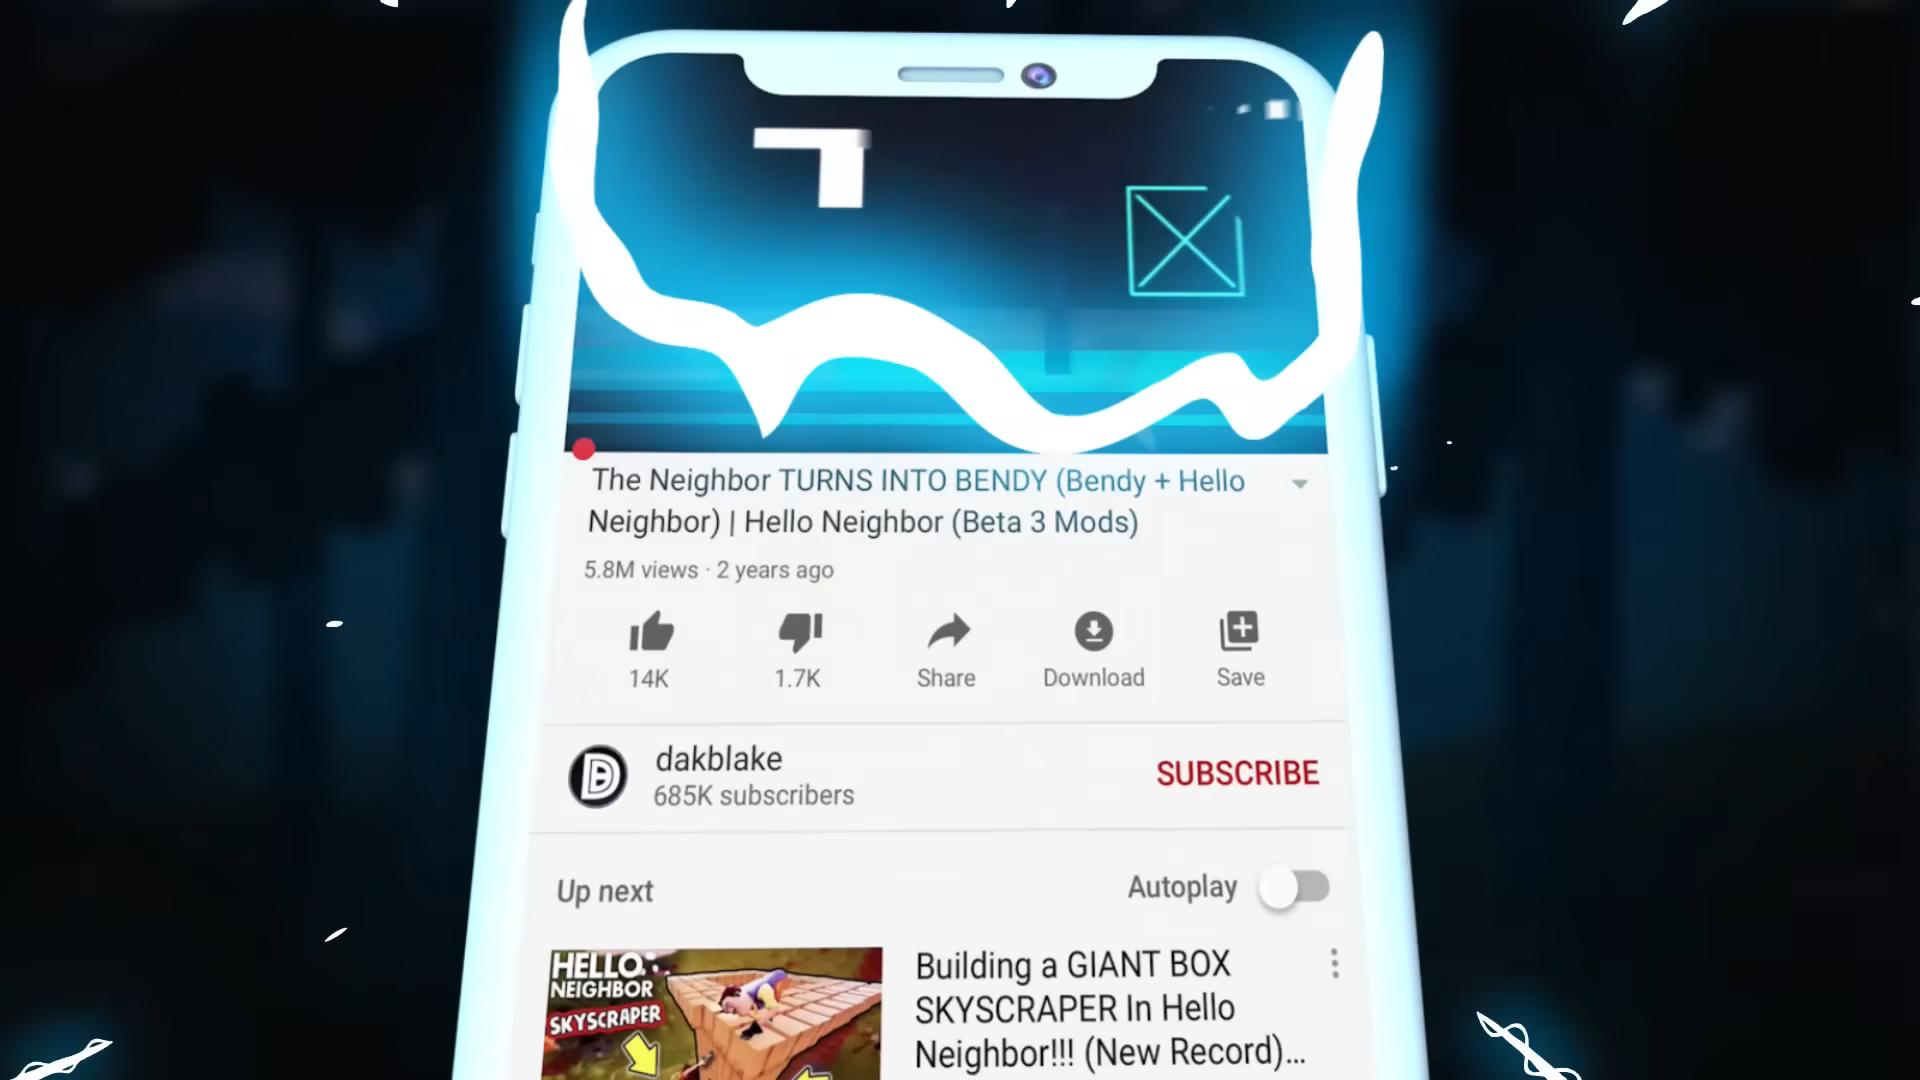 The Neighbor TURNS INTO BENDY (Bendy + Hello
Neighbor) | Hello Neighbor (Beta 3 Mods)
5.8M views · 2 years ago
14K
1.7K
Share
Download
Save
dakblake
685K subscribers
SUBSCRIBE
Up next
Autoplay
HELLO
NEIGHBOR
SKYSCRAPER
Building a GIANT BOX
SKYSCRAPER In Hello
Neighbor!!! (New Record)...